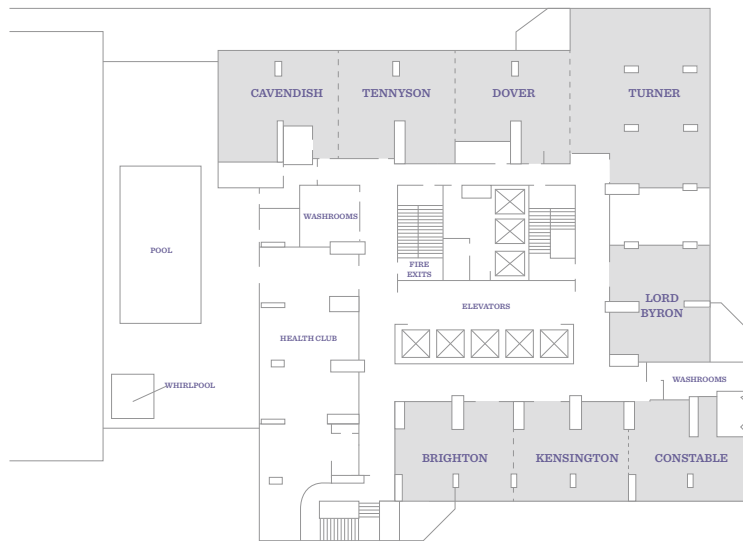 CAVENDISH
TENNYSON
DOVER
TURNER
WASHROOMS
POOL
FIRE
EXITS
ELEVATORS
LORD
BYRON
HEALTH CLUB
WHIRLPOOL
WASHROOMS
BRIGHTON
KENSINGTON
CONSTABLE